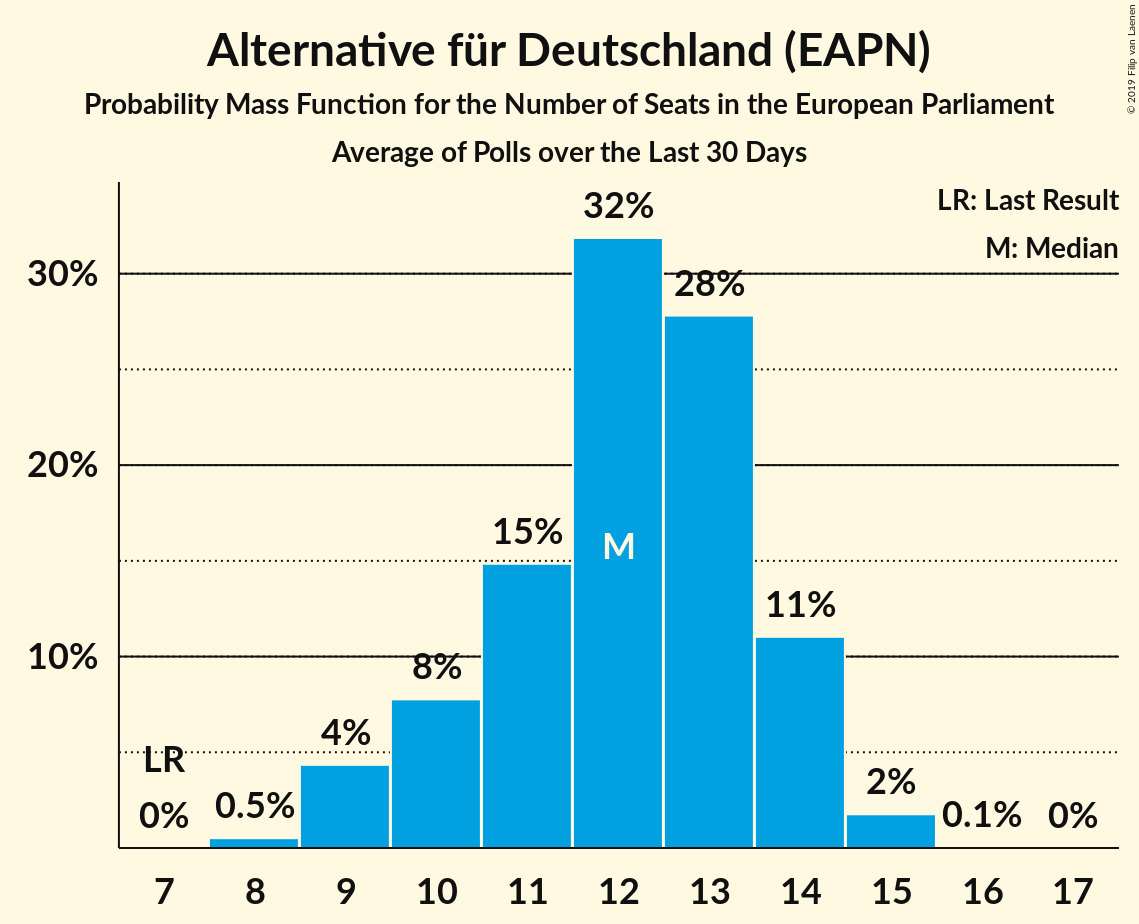 Alternative für Deutschland (EAPN)
Probability Mass Function for the Number of Seats in the European Parliament
Average of Polls over the Last 30 Days
© 2019 Filip van Laenen
LR: Last Result
M: Median
30%
20%
10%
LR
0%
0.5%
4%
8%
15%
32%
M
28%
11%
2%
0.1%
0%
7 8 9 10 11 12 13 14 15 16 17